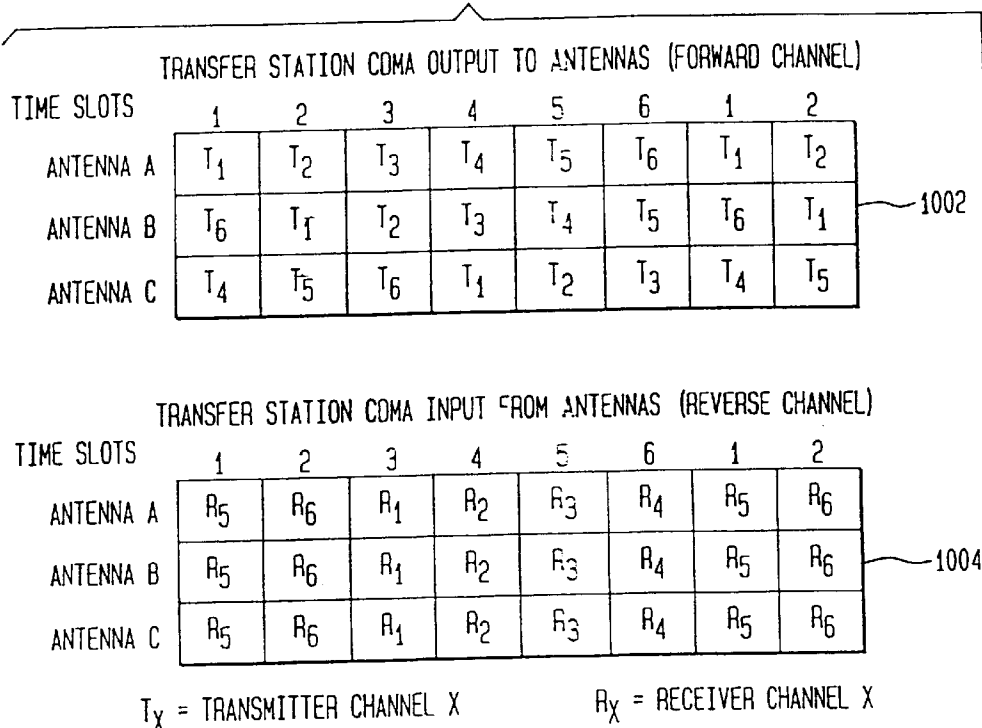 TRANSFER STATION CDMA OUTPUT TO ANTENNAS (FORWARD CHANNEL)
TIME SLOTS 1 2 3 4 5 6 1 2
ANTENNA A T1 T2 T3 T4 T5 T6 T1 T2
ANTENNA B T6 T1 T2 T3 T4 T5 T6 T1
1002
ANTENNA C T4 T5 T6 T1 T2 T3 T4 T5
TRANSFER STATION CDMA INPUT FROM ANTENNAS (REVERSE CHANNEL)
TIME SLOTS 1 2 3 4 5 6 1 2
ANTENNA A R5 R6 R1 R2 R3 R4 R5 R6
ANTENNA B R5 R6 R1 R2 R3 R4 R5 R6
1004
ANTENNA C R5 R6 R1 R2 R3 R4 R5 R6
TX = TRANSMITTER CHANNEL X RX = RECEIVER CHANNEL X